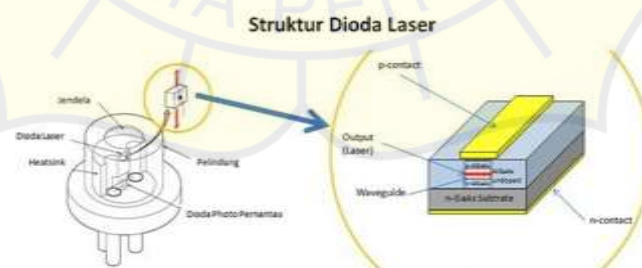 Struktur Dioda Laser
Jendela
Dioda Laser
Heatsink
Pelindung
Dioda Photo Pemantau
p-contact
Output
(Laser)
Waveguide
n-GaAs Substrate
n-contact